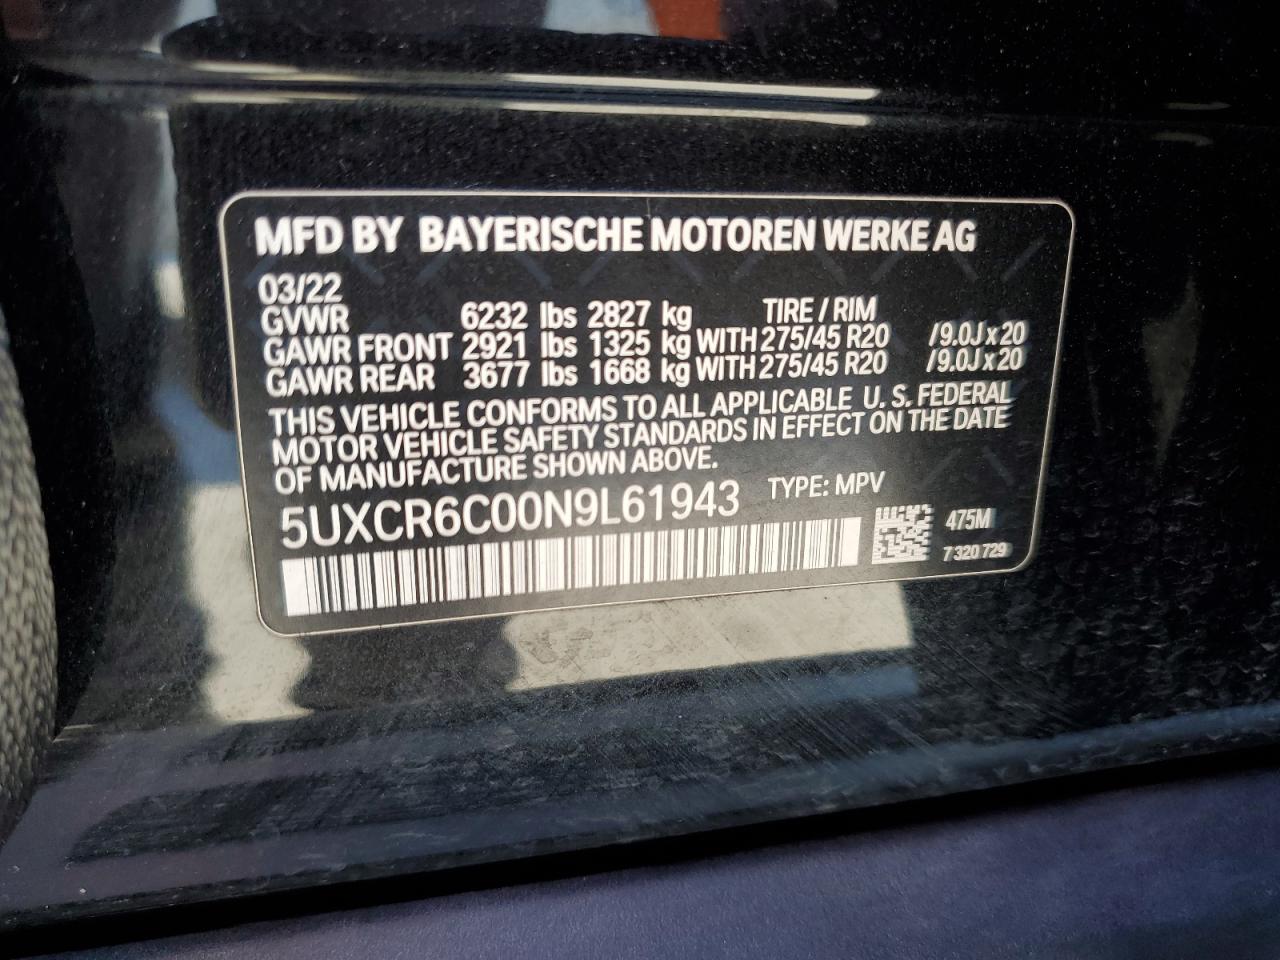 MFD BY BAYERISCHE MOTOREN WERKE AG
03/22
GVWR 6232 lbs 2827 kg TIRE / RIM
GAWR FRONT 2921 lbs 1325 kg WITH 275/45 R20 /9.0J x 20
GAWR REAR 3677 lbs 1668 kg WITH 275/45 R20 /9.0J x 20
THIS VEHICLE CONFORMS TO ALL APPLICABLE U. S. FEDERAL
MOTOR VEHICLE SAFETY STANDARDS IN EFFECT ON THE DATE
OF MANUFACTURE SHOWN ABOVE.
5UXCR6C00N9L61943 TYPE: MPV
475M
7 320 729